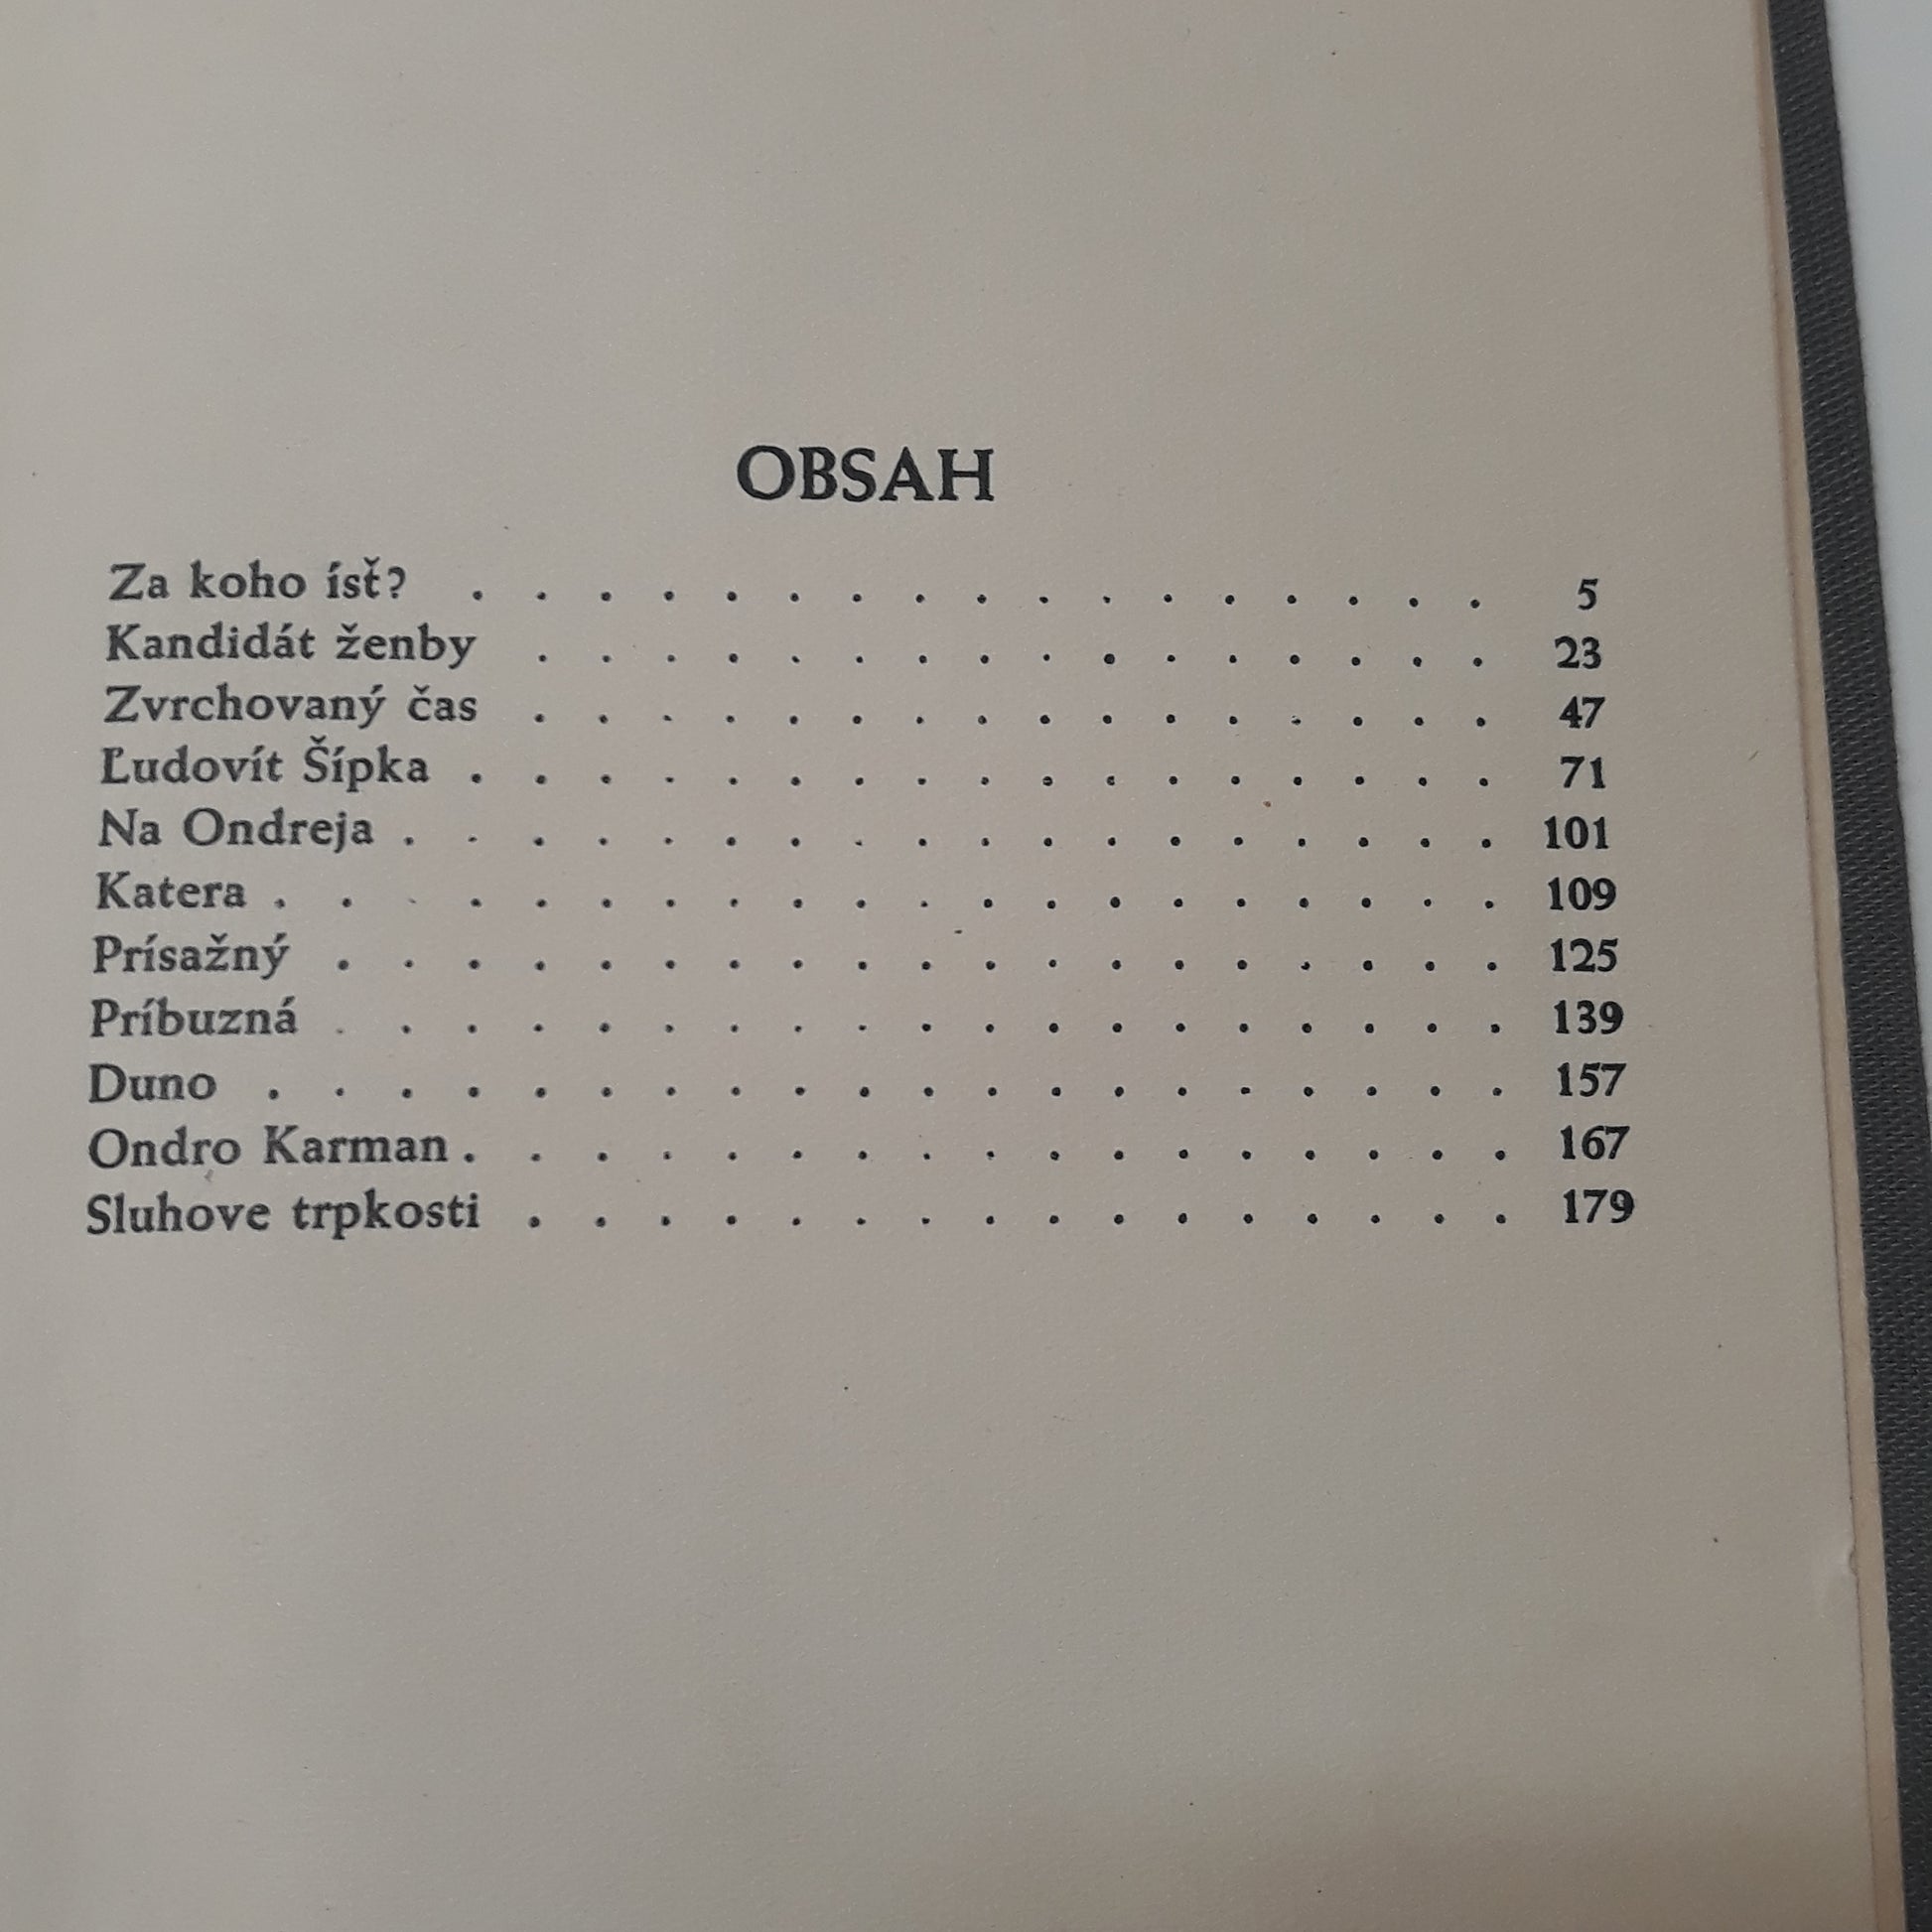 OBSAH
Za koho ísť? . . . . . . . . . . . . . . . . . 5
Kandidát ženby . . . . . . . . . . . . . . . . 23
Zvrchovaný čas . . . . . . . . . . . . . . . . 47
Ľudovít Šípka . . . . . . . . . . . . . . . . . 71
Na Ondreja . . . . . . . . . . . . . . . . . . 101
Katera . . . . . . . . . . . . . . . . . . . . 109
Prísažný . . . . . . . . . . . . . . . . . . . 125
Príbuzná . . . . . . . . . . . . . . . . . . . 139
Duno . . . . . . . . . . . . . . . . . . . . 157
Ondro Karman . . . . . . . . . . . . . . . . . 167
Sluhove trpkosti . . . . . . . . . . . . . . . . 179